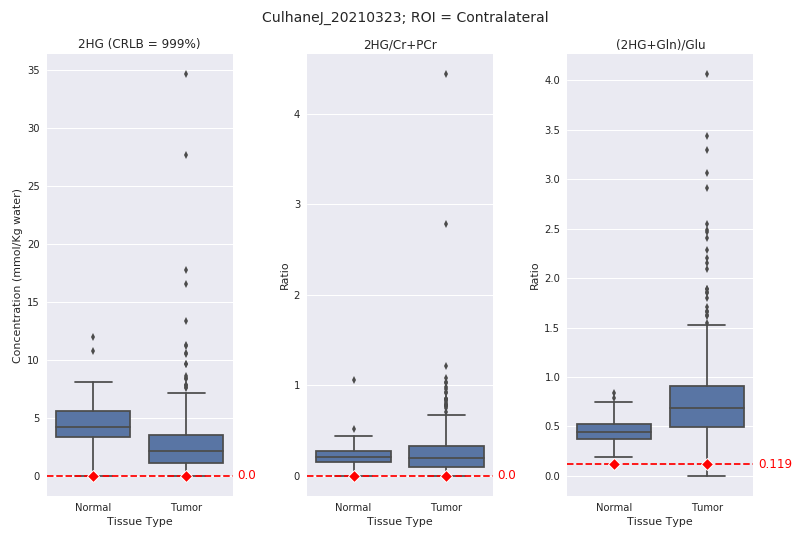 CulhaneJ_20210323; ROI = Contralateral
2HG (CRLB = 999%)
Concentration (mmol/Kg water)
35
30
25
20
15
10
5
0
0.0
Normal
Tumor
Tissue Type
2HG/Cr+PCr
Ratio
4
3
2
1
0
0.0
Normal
Tumor
Tissue Type
(2HG+Gln)/Glu
Ratio
4.0
3.5
3.0
2.5
2.0
1.5
1.0
0.5
0.0
0.119
Normal
Tumor
Tissue Type